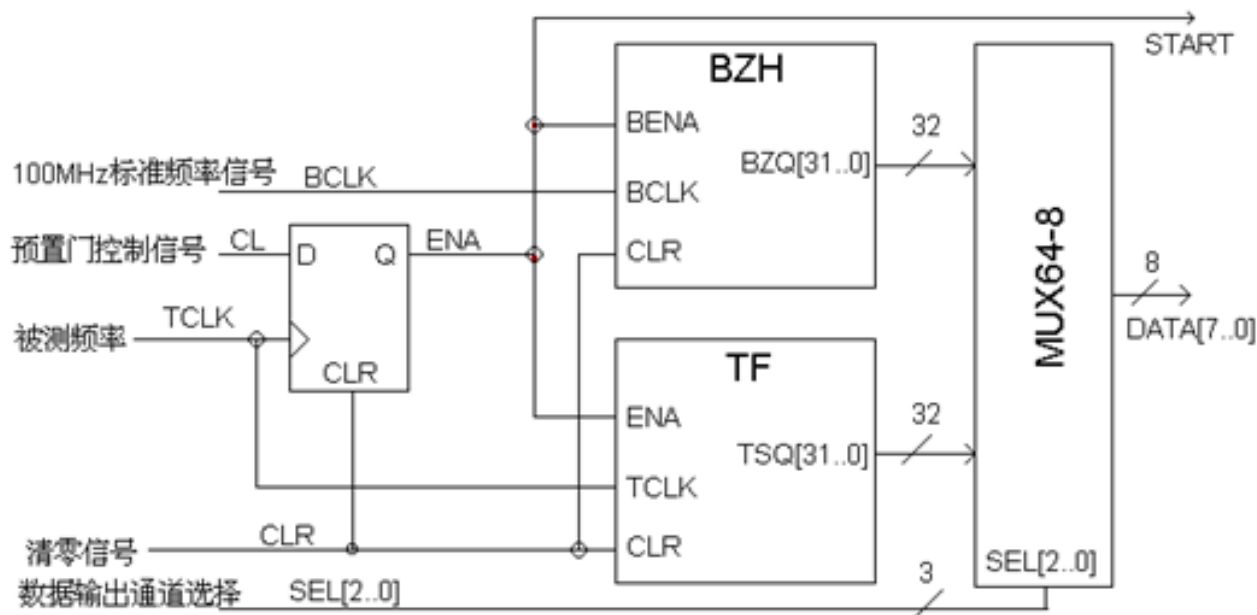 START
BZH
BENA
32
100MHz标准频率信号
BCLK
BZQ[31..0]
BCLK
预置门控制信号
CL
D
Q
ENA
CLR
8
MUX64-8
TCLK
被测频率
DATA[7..0]
CLR
TF
ENA
32
TSQ[31..0]
TCLK
清零信号
CLR
CLR
数据输出通道选择
SEL[2..0]
3
SEL[2..0]